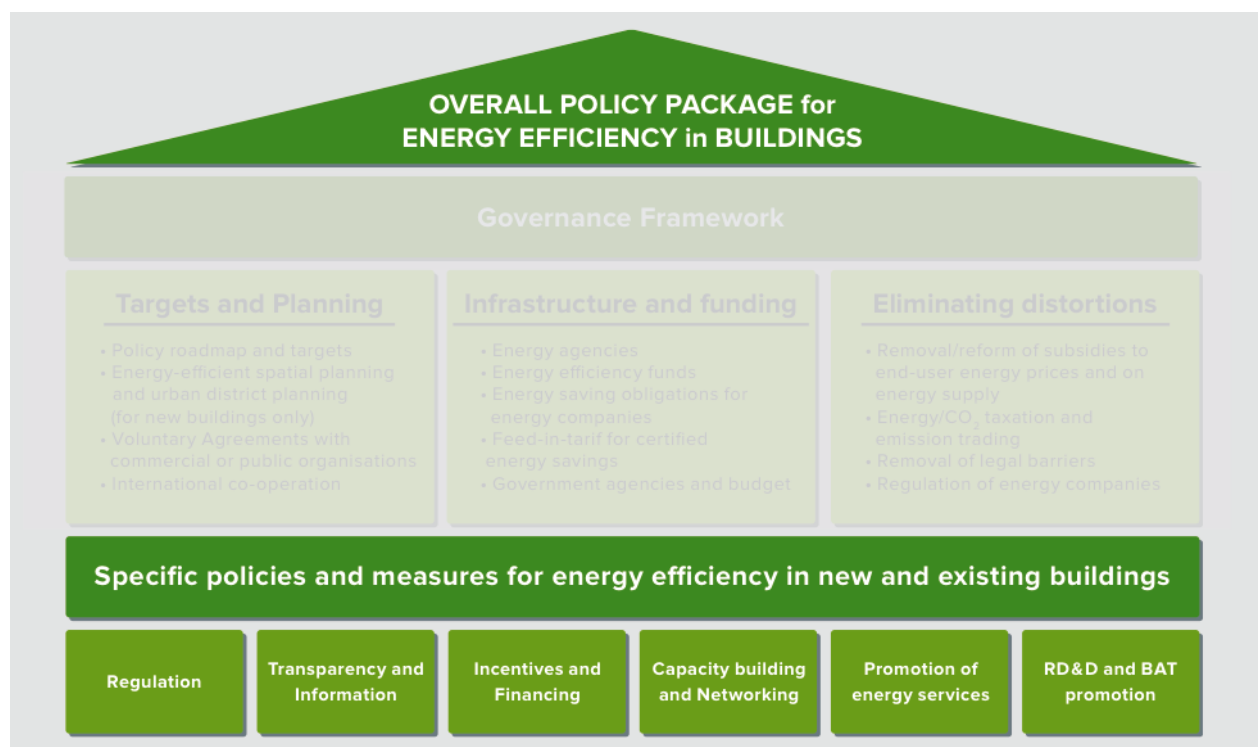 OVERALL POLICY PACKAGE for
ENERGY EFFICIENCY in BUILDINGS
Governance Framework
Targets and Planning
• Policy roadmap and targets
• Energy-efficient spatial planning
and urban district planning
(for new buildings only)
• Voluntary Agreements with
commercial or public organisations
• International co-operation
Infrastructure and funding
• Energy agencies
• Energy efficiency funds
• Energy saving obligations for
energy companies
• Feed-in-tarif for certified
energy savings
• Government agencies and budget
Eliminating distortions
• Removal/reform of subsidies to
end-user energy prices and on
energy supply
• Energy/CO₂ taxation and
emission trading
• Removal of legal barriers
• Regulation of energy companies
Specific policies and measures for energy efficiency in new and existing buildings
Regulation
Transparency and
Information
Incentives and
Financing
Capacity building
and Networking
Promotion of
energy services
RD&D and BAT
promotion